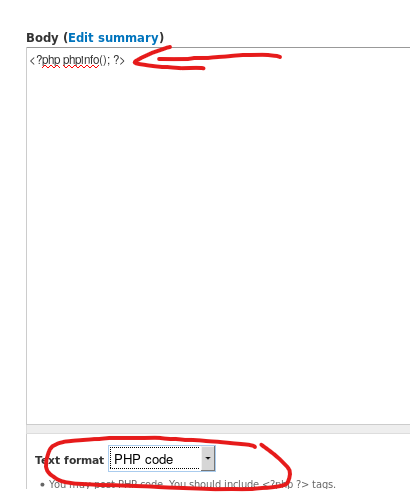 Body (Edit summary)
<?php phpInfo(); ?>
Text format PHP code
• You may post PHP code. You should include <?php ?> tags.